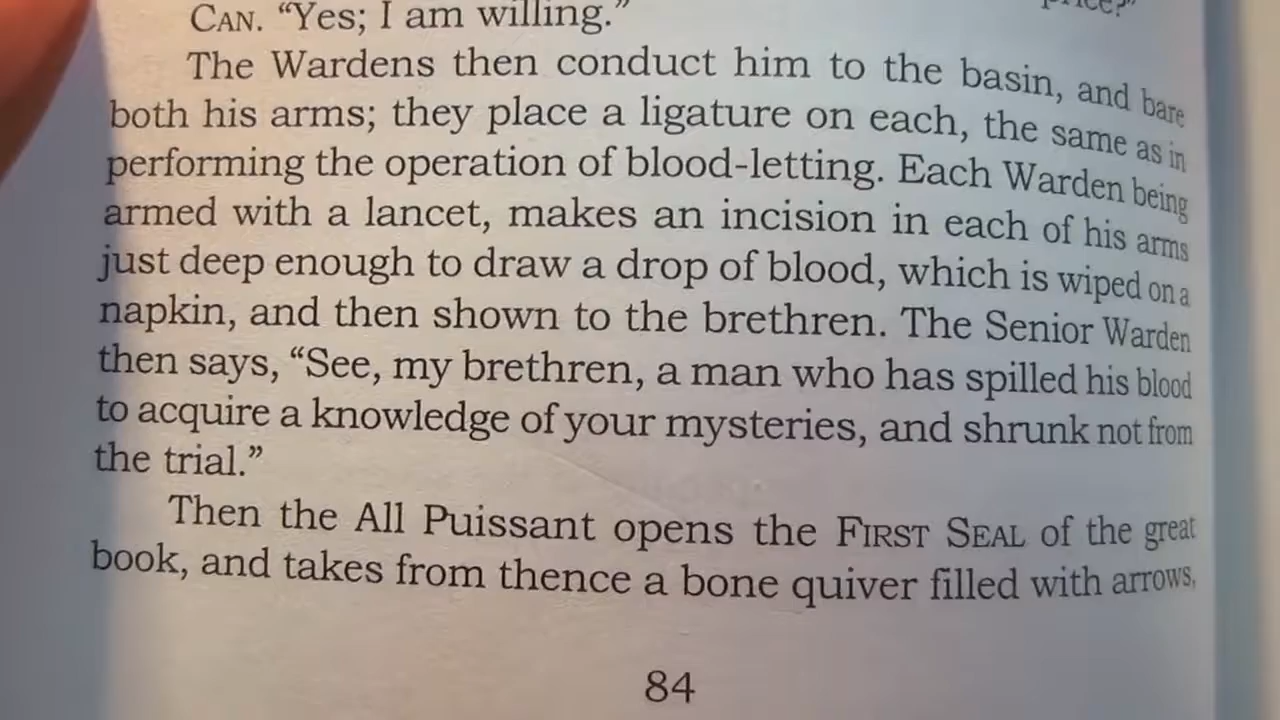 price?"
CAN. “Yes; I am willing.”
The Wardens then conduct him to the basin, and bare
both his arms; they place a ligature on each, the same as in
performing the operation of blood-letting. Each Warden being
armed with a lancet, makes an incision in each of his arms
just deep enough to draw a drop of blood, which is wiped on a
napkin, and then shown to the brethren. The Senior Warden
then says, “See, my brethren, a man who has spilled his blood
to acquire a knowledge of your mysteries, and shrunk not from
the trial.”
Then the All Puissant opens the FIRST SEAL of the great
book, and takes from thence a bone quiver filled with arrows,
84